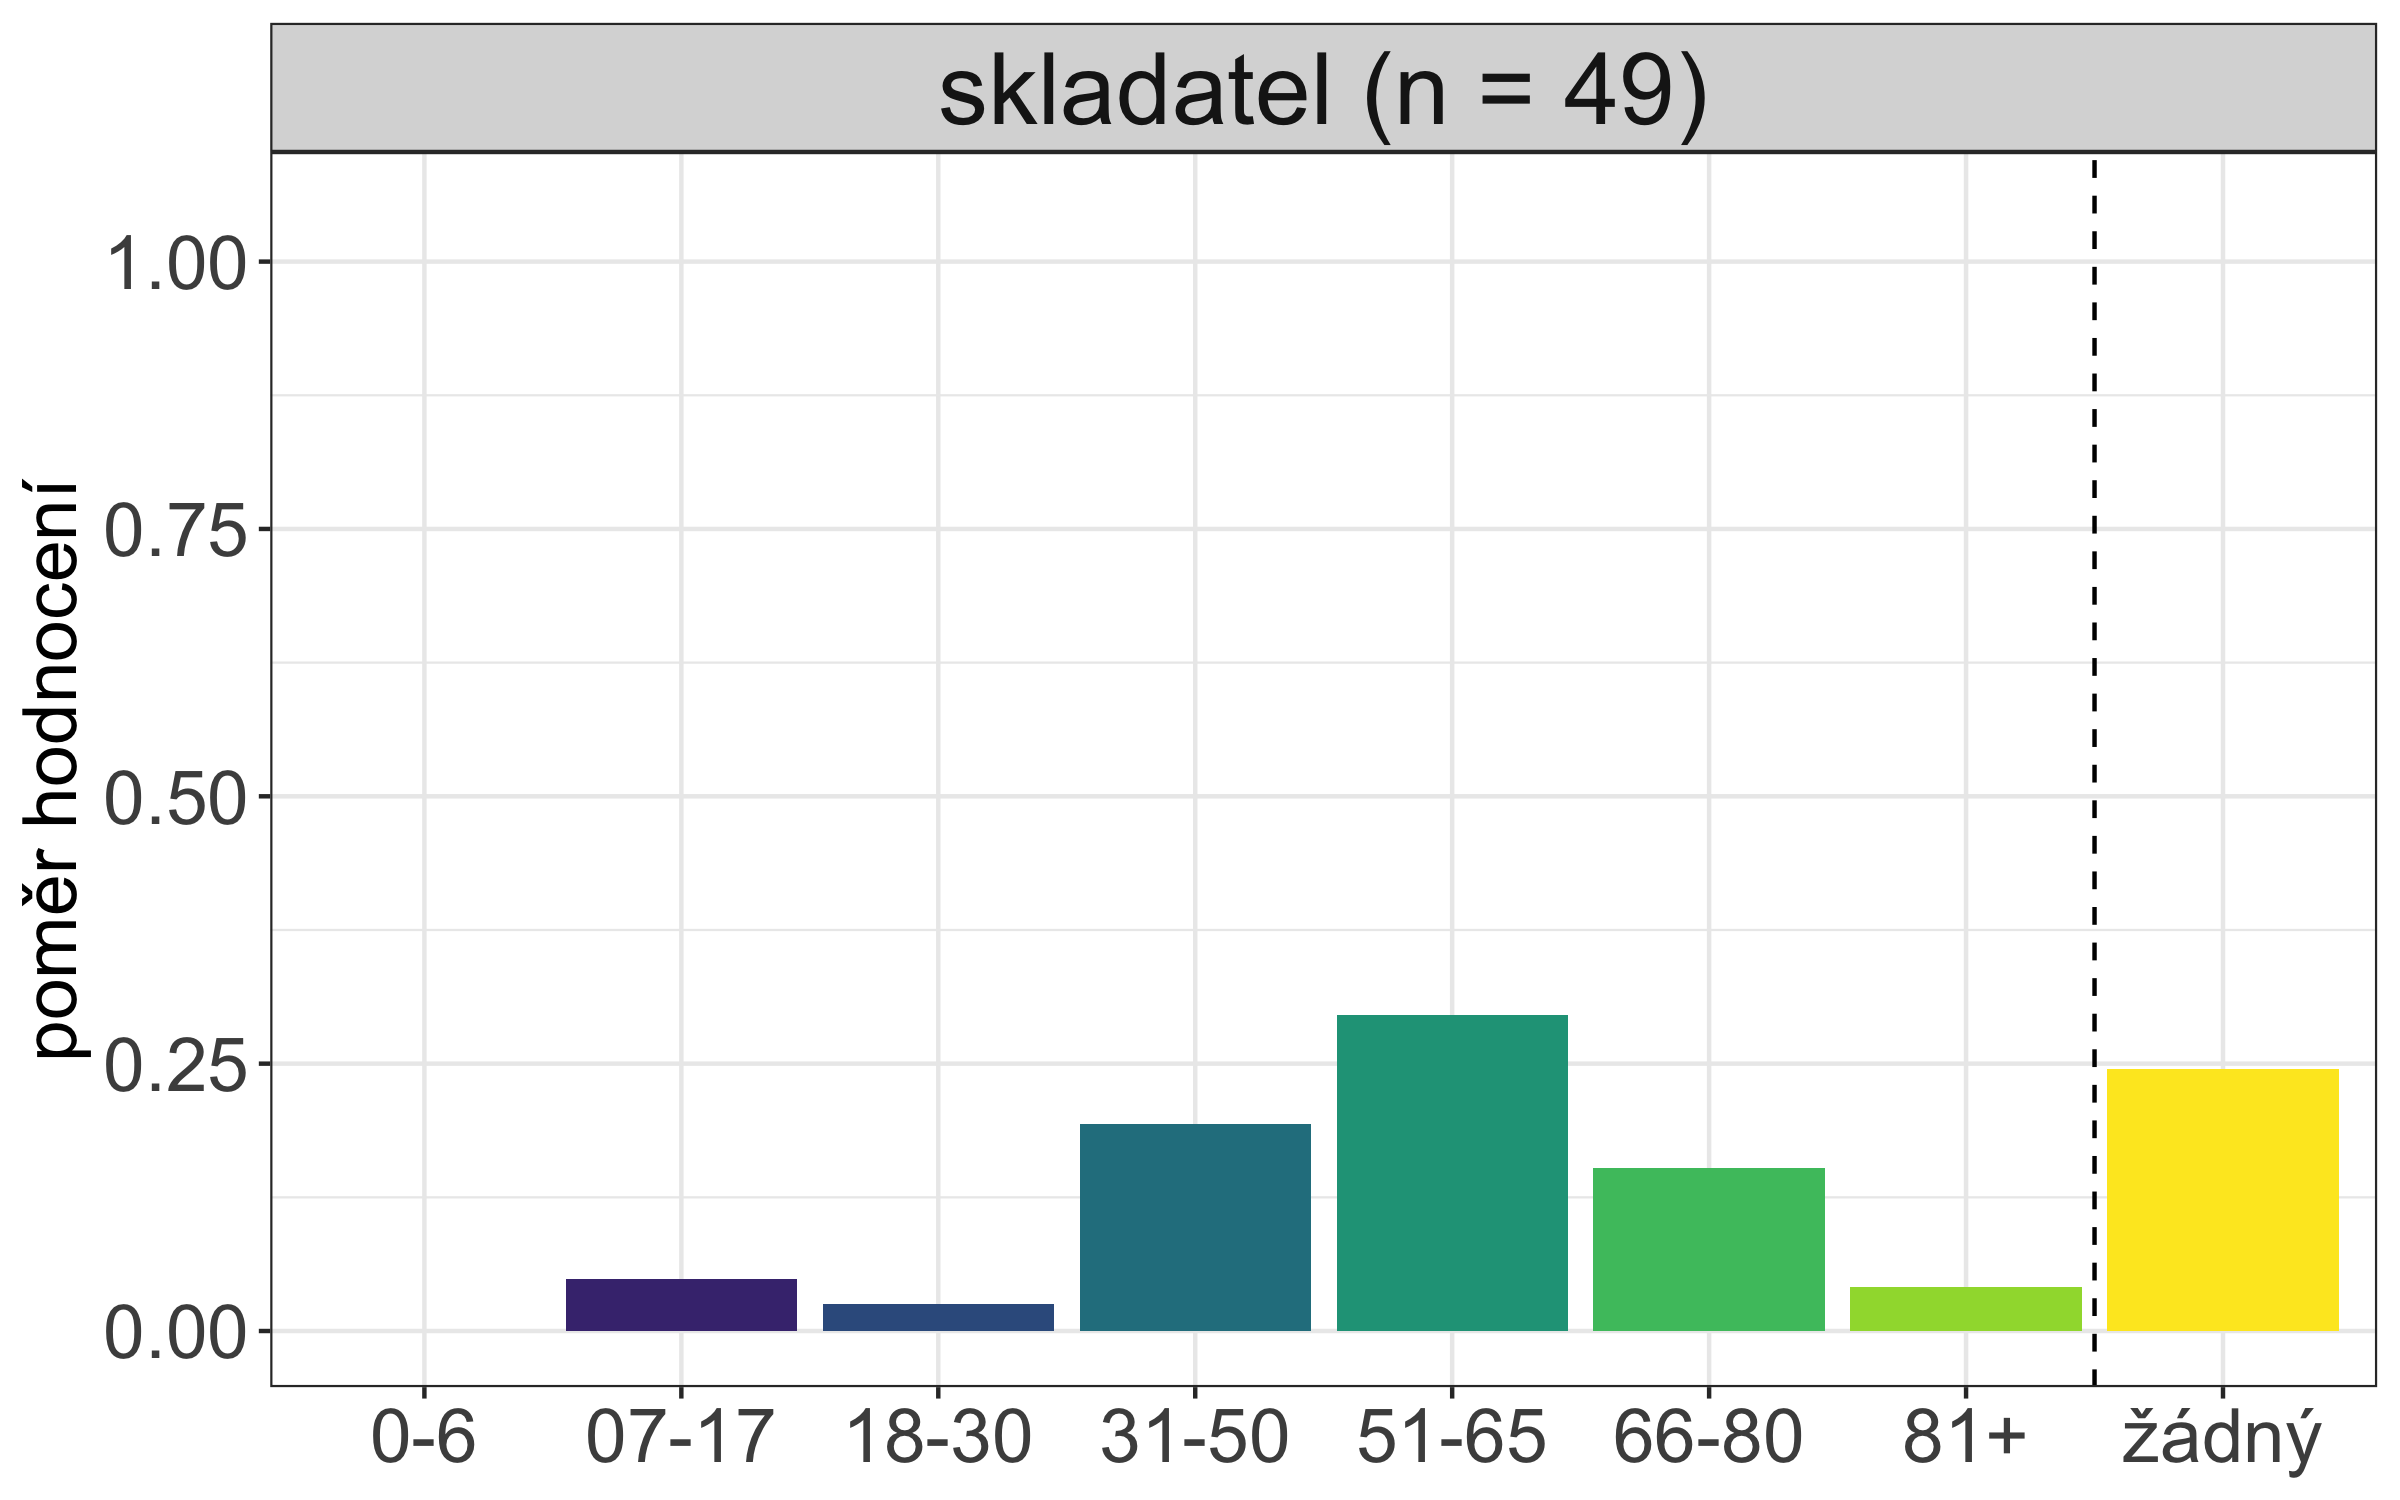 skladatel (n = 49)
poměr hodnocení
1.00
0.75
0.50
0.25
0.00
0-6 07-17 18-30 31-50 51-65 66-80 81+ žádný